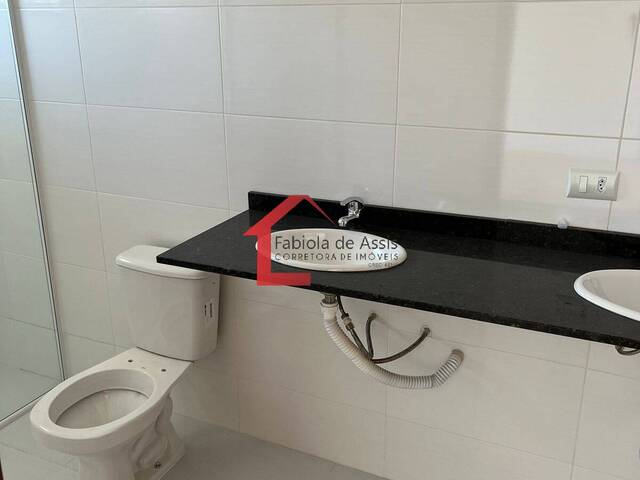 Fabiola de Assis
CORRETORA DE IMÓVEIS